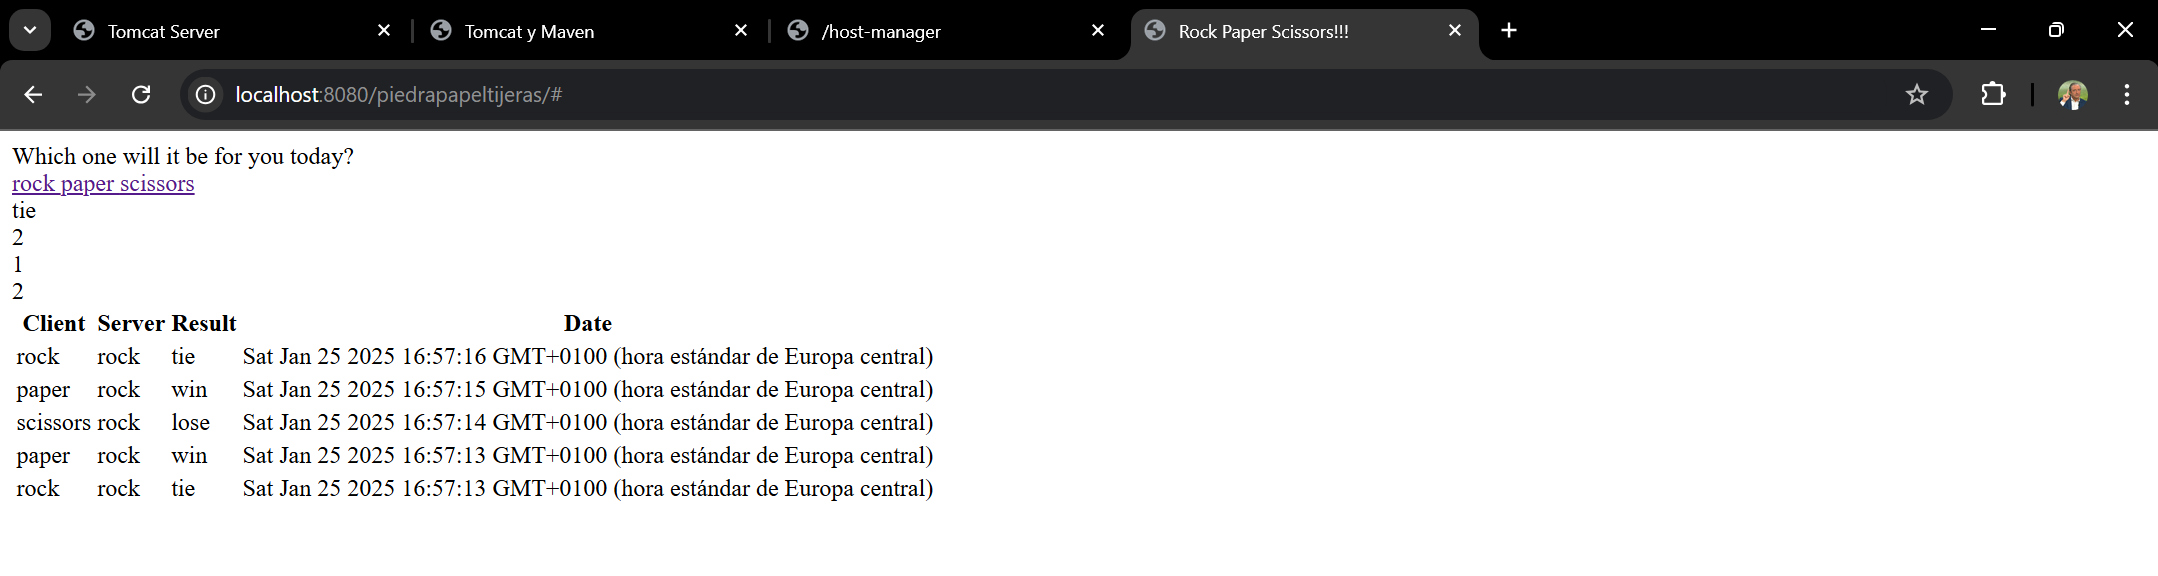 Tomcat Server
Tomcat y Maven
/host-manager
Rock Paper Scissors!!!
localhost:8080/piedrapapeltijeras/#
Which one will it be for you today?
rock paper scissors
tie
2
1
2
Client Server Result Date
rock rock tie Sat Jan 25 2025 16:57:16 GMT+0100 (hora estándar de Europa central)
paper rock win Sat Jan 25 2025 16:57:15 GMT+0100 (hora estándar de Europa central)
scissors rock lose Sat Jan 25 2025 16:57:14 GMT+0100 (hora estándar de Europa central)
paper rock win Sat Jan 25 2025 16:57:13 GMT+0100 (hora estándar de Europa central)
rock rock tie Sat Jan 25 2025 16:57:13 GMT+0100 (hora estándar de Europa central)